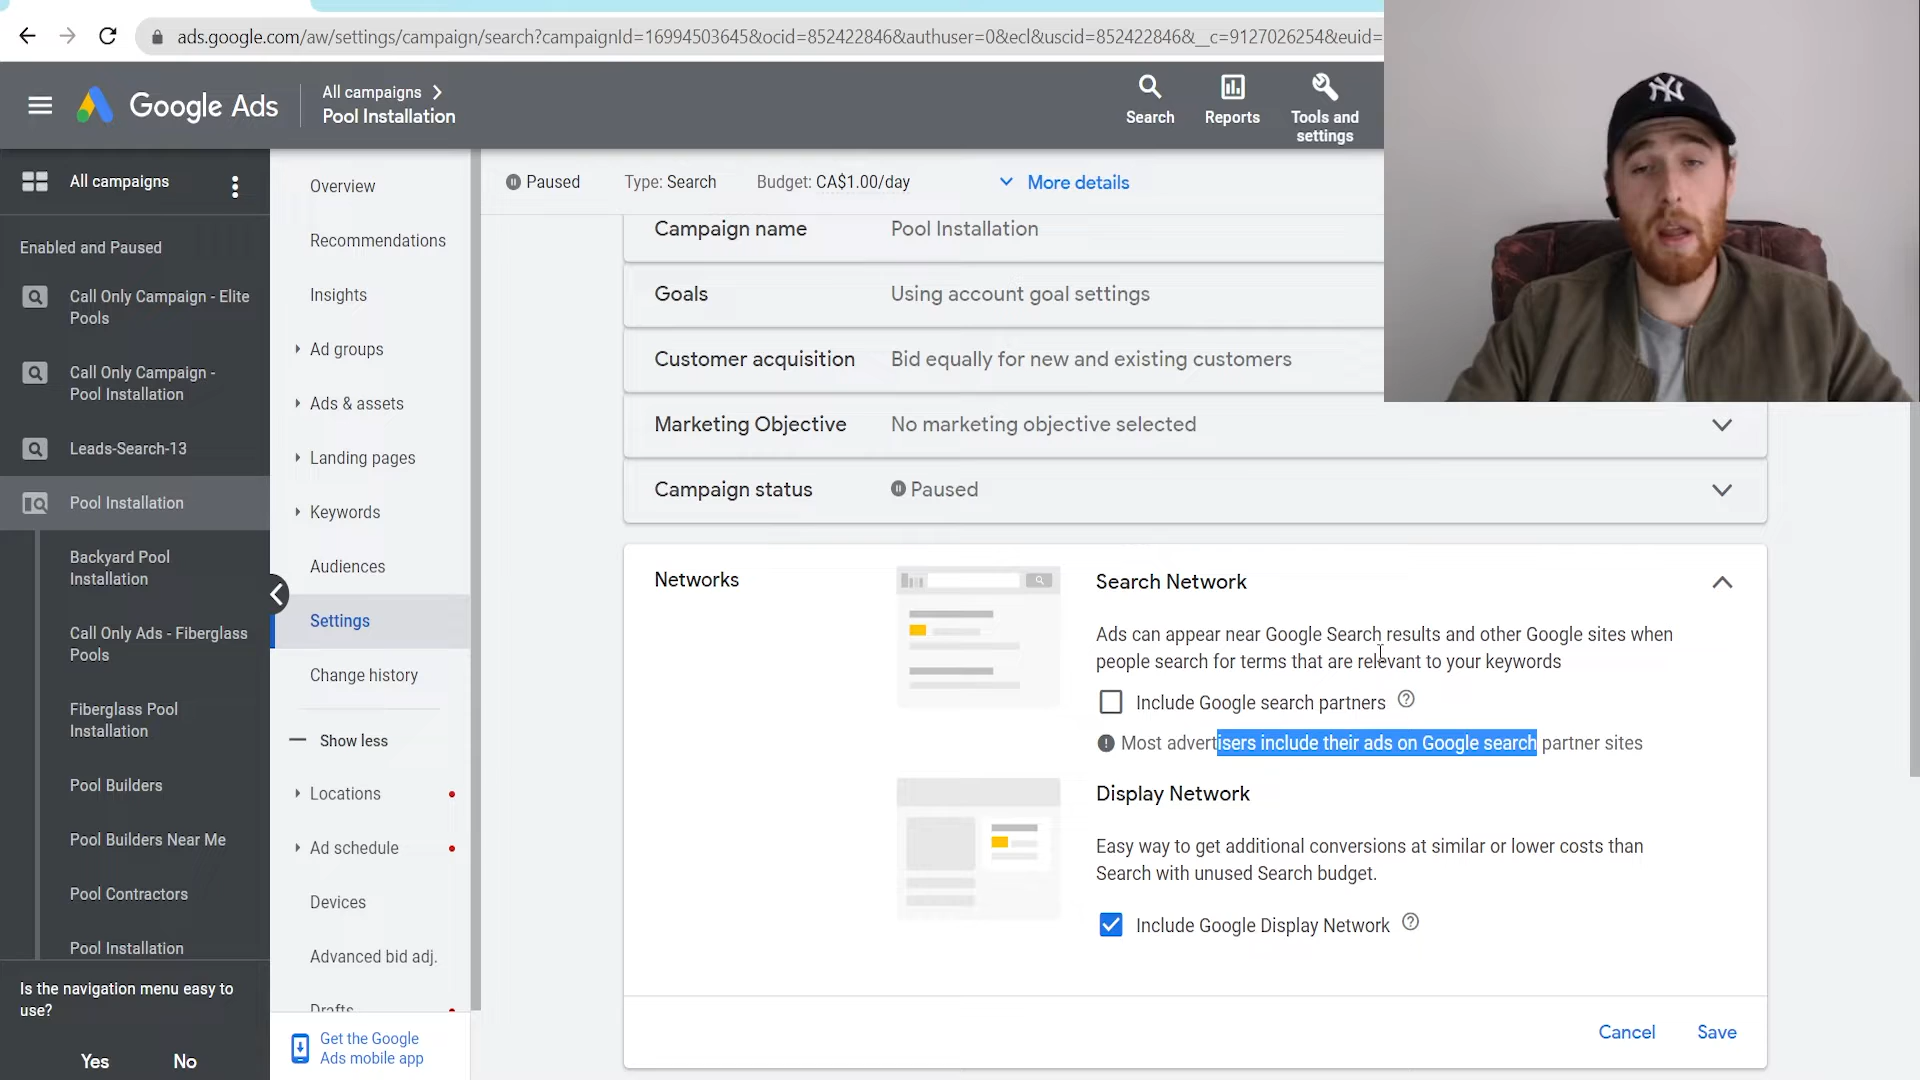 ads.google.com/aw/settings/campaign/search?campaignId=16994503645&ocid=852422846&authuser=0&ecl&uscid=852422846&__c=9127026254&euid=
Google Ads
All campaigns
Pool Installation
Search
Reports
Tools and
settings
NY
All campaigns
Enabled and Paused
Call Only Campaign - Elite
Pools
Call Only Campaign -
Pool Installation
Leads-Search-13
Pool Installation
Backyard Pool
Installation
Call Only Ads - Fiberglass
Pools
Fiberglass Pool
Installation
Pool Builders
Pool Builders Near Me
Pool Contractors
Pool Installation
Is the navigation menu easy to
use?
Yes
No
Overview
Recommendations
Insights
Ad groups
Ads & assets
Landing pages
Keywords
Audiences
Settings
Change history
Show less
Locations
Ad schedule
Devices
Advanced bid adj.
Drafts
Get the Google
Ads mobile app
Paused
Type: Search
Budget: CA$1.00/day
More details
Campaign name
Pool Installation
Goals
Using account goal settings
Customer acquisition
Bid equally for new and existing customers
Marketing Objective
No marketing objective selected
Campaign status
Paused
Networks
Search Network
Ads can appear near Google Search results and other Google sites when
people search for terms that are relevant to your keywords
Include Google search partners
Most advertisers include their ads on Google search partner sites
Display Network
Easy way to get additional conversions at similar or lower costs than
Search with unused Search budget.
Include Google Display Network
Cancel
Save